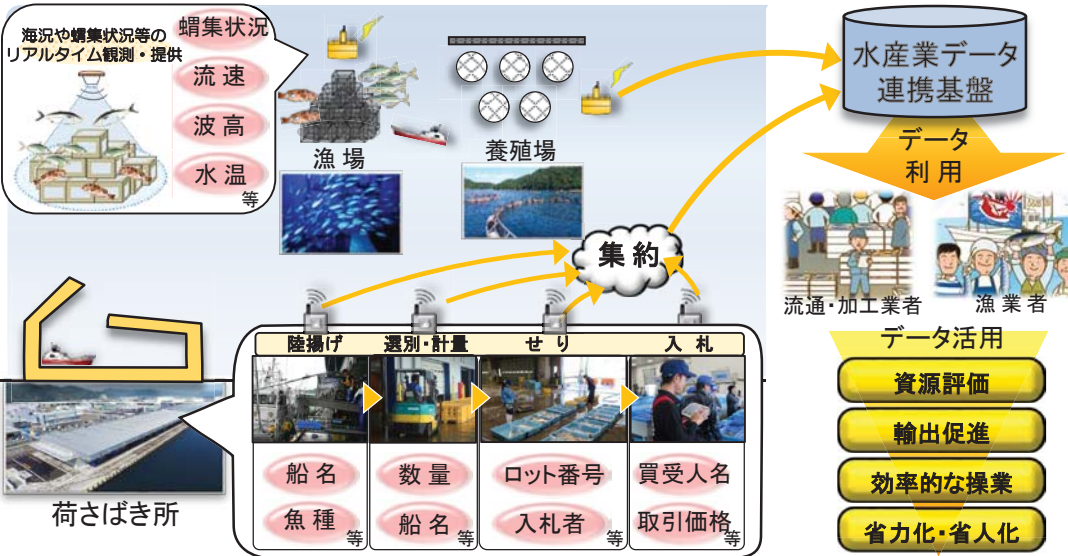 海況や蝟集状況等の
リアルタイム観測・提供
蝟集状況
流速
波高
水温
等
漁場
養殖場
水産業データ
連携基盤
データ
利用
流通・加工業者
漁業者
集約
陸揚げ
選別・計量
せり
入札
船名
魚種
等
数量
船名
等
ロット番号
入札者
等
買受人名
取引価格
等
荷さばき所
データ活用
資源評価
輸出促進
効率的な操業
省力化・省人化